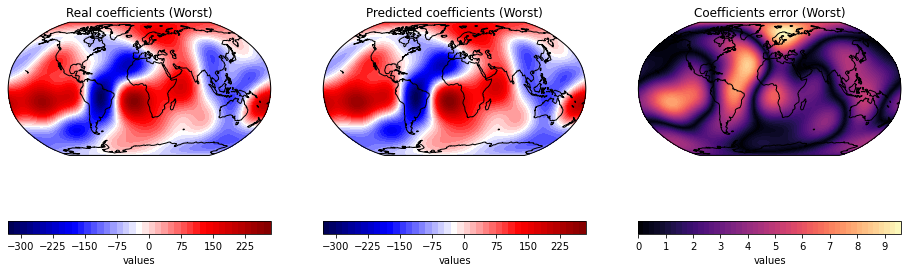 Real coefficients (Worst) Predicted coefficients (Worst) Coefficients error (Worst)
−300 −225 −150 −75 0 75 150 225 −300 −225 −150 −75 0 75 150 225 0 1 2 3 4 5 6 7 8 9
values values values